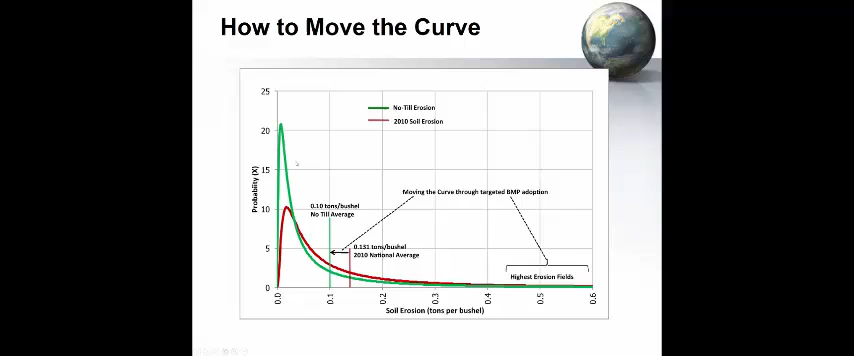 How to Move the Curve
25
20
15
10
5
0
Probability (X)
No-Till Erosion
2010 Soil Erosion
Moving the Curve through targeted BMP adoption
0.10 tons/bushel
No Till Average
0.131 tons/bushel
2010 National Average
Highest Erosion Fields
0.0 0.1 0.2 0.3 0.4 0.5 0.6
Soil Erosion (tons per bushel)